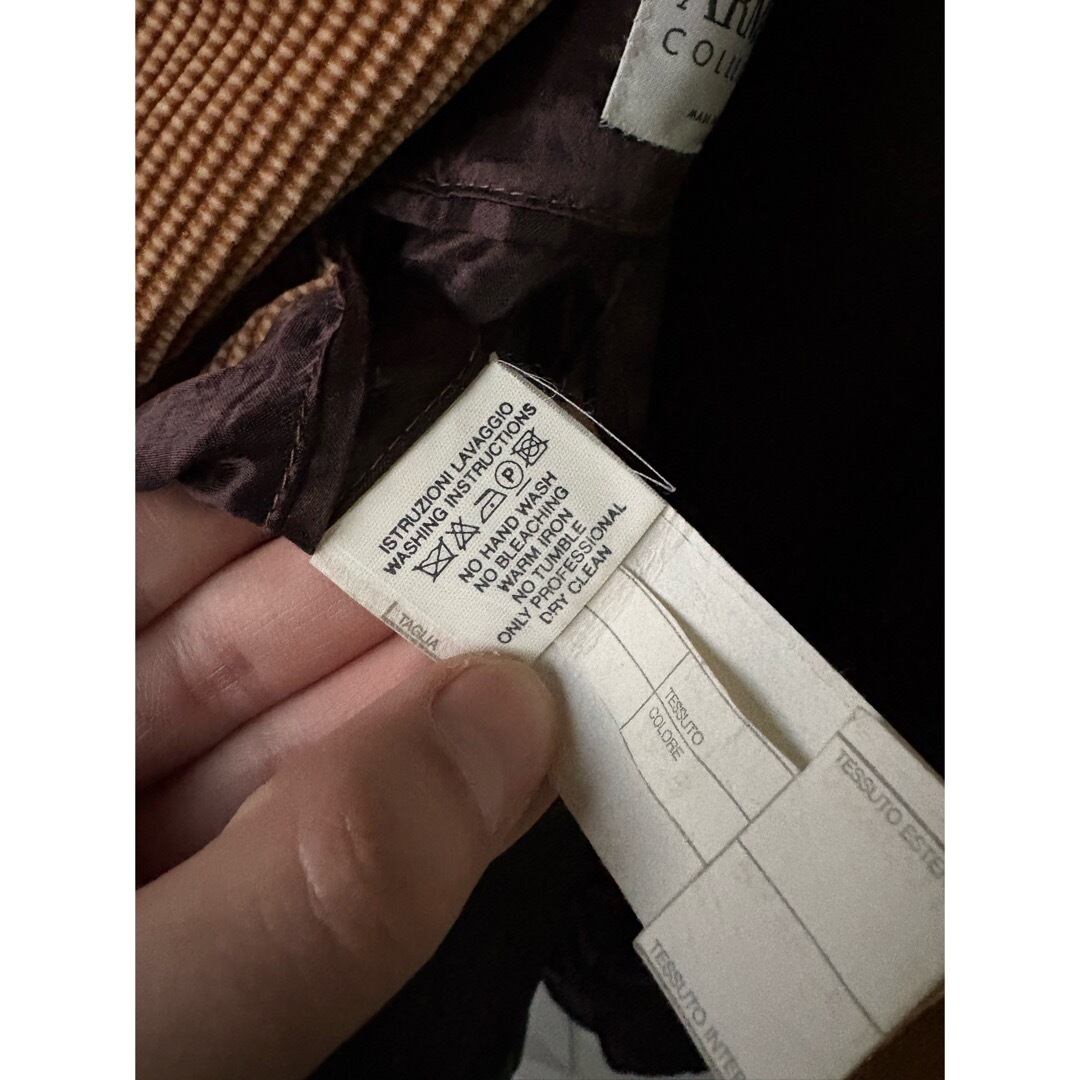 COLL
ISTRUZIONI LAVAGGIO
WASHING INSTRUCTIONS
P
NO HAND WASH
NO BLEACHING
WARM IRON
NO TUMBLE
ONLY PROFESSIONAL
DRY CLEAN
TAGLIA
TESSUTO
COLORE
TESSUTO ESTE
TESSUTO INTER